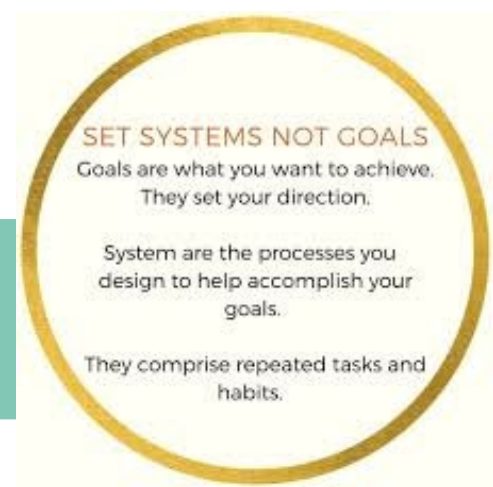 SET SYSTEMS NOT GOALS
Goals are what you want to achieve.
They set your direction.
System are the processes you
design to help accomplish your
goals.
They comprise repeated tasks and
habits.